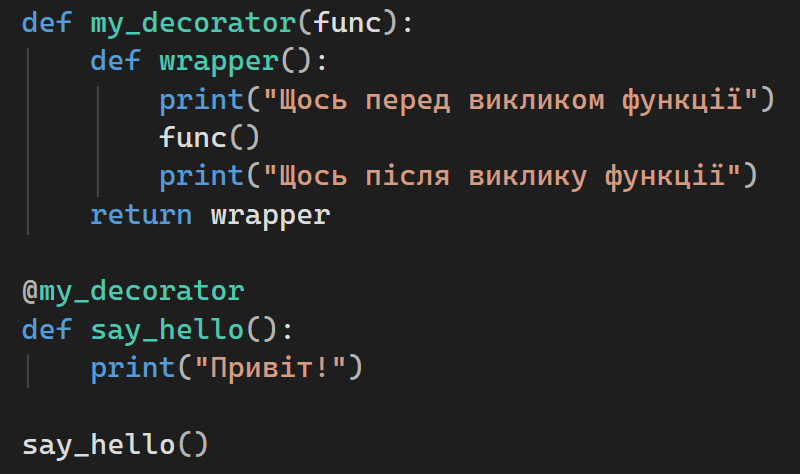 def my_decorator(func):
    def wrapper():
        print("Щось перед викликом функції")
        func()
        print("Щось після виклику функції")
    return wrapper

@my_decorator
def say_hello():
    print("Привіт!")

say_hello()